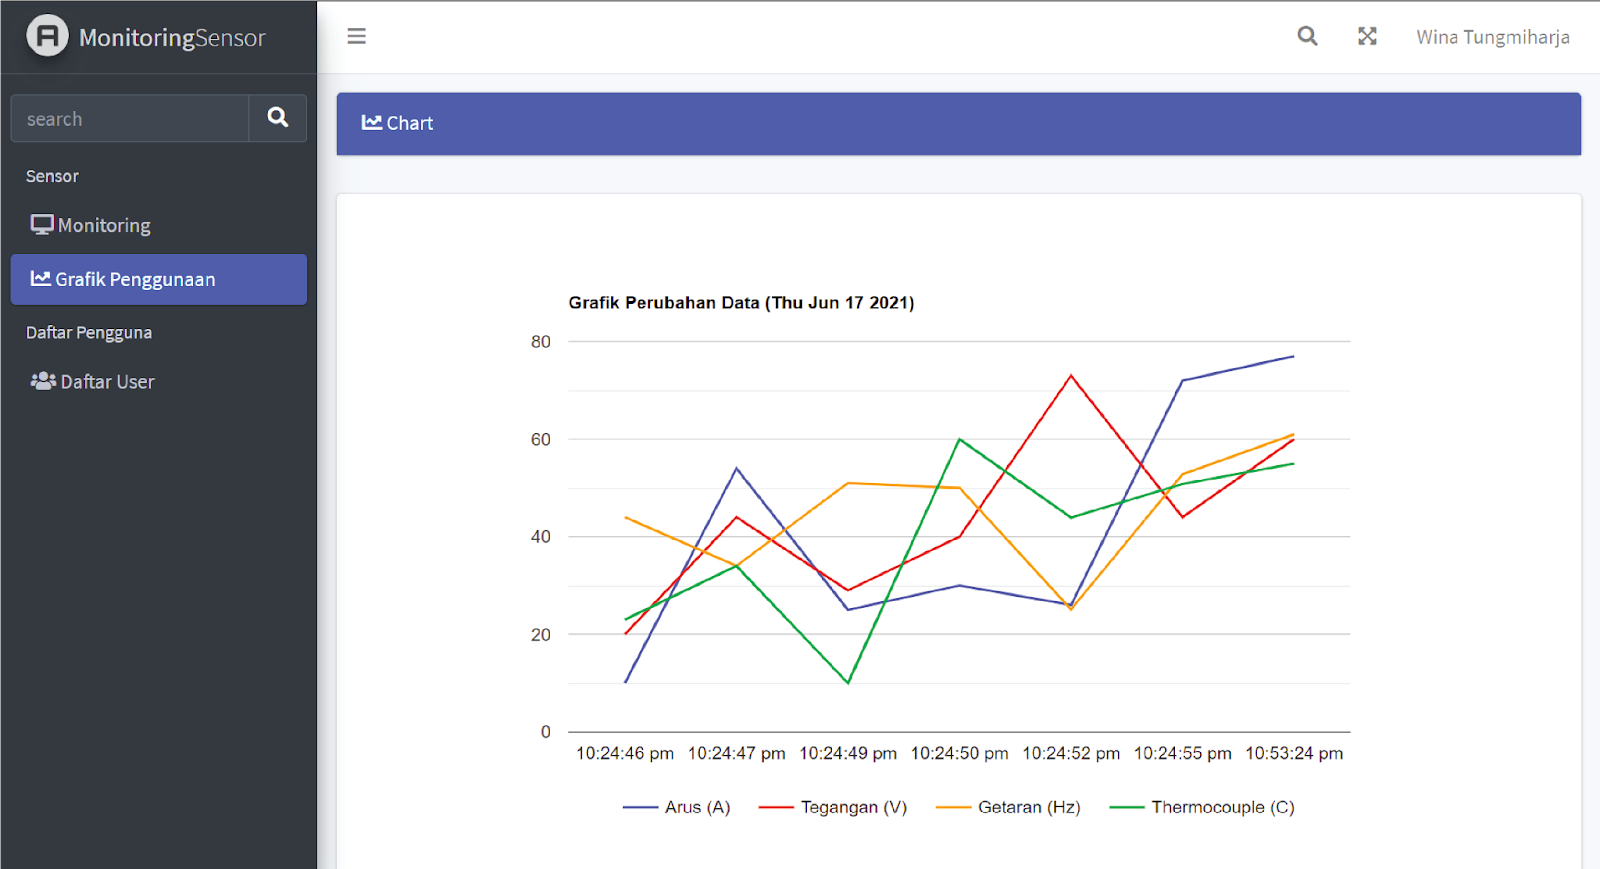 MonitoringSensor
Wina Tungmiharja
search
Sensor
Monitoring
Grafik Penggunaan
Daftar Pengguna
Daftar User
Chart
Grafik Perubahan Data (Thu Jun 17 2021)
80
60
40
20
0
10:24:46 pm 10:24:47 pm 10:24:49 pm 10:24:50 pm 10:24:52 pm 10:24:55 pm 10:53:24 pm
Arus (A) Tegangan (V) Getaran (Hz) Thermocouple (C)